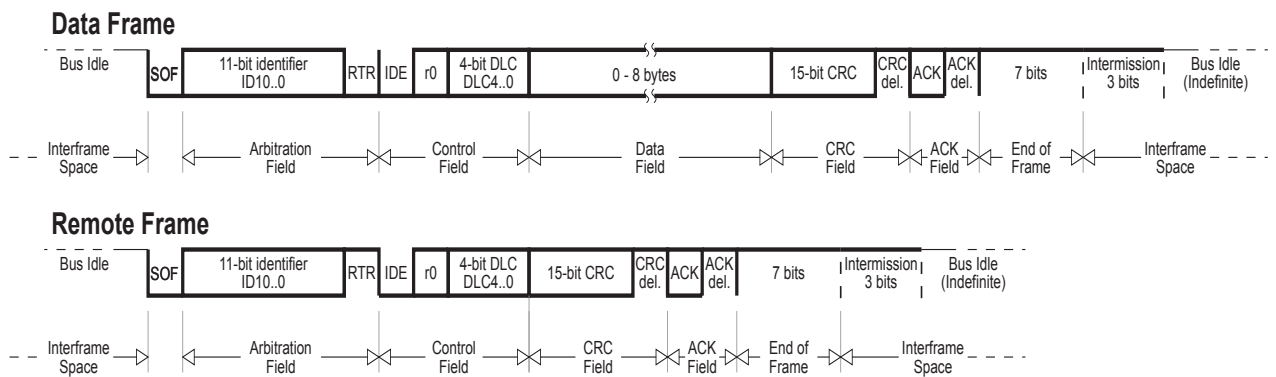 Data Frame
Bus Idle
SOF
11-bit identifier
ID10..0
RTR
IDE
r0
4-bit DLC
DLC4..0
0 - 8 bytes
15-bit CRC
CRC
del.
ACK
ACK
del.
7 bits
Intermission
3 bits
Bus Idle
(Indefinite)
Interframe
Space
Arbitration
Field
Control
Field
Data
Field
CRC
Field
ACK
Field
End of
Frame
Interframe
Space
Remote Frame
Bus Idle
SOF
11-bit identifier
ID10..0
RTR
IDE
r0
4-bit DLC
DLC4..0
15-bit CRC
CRC
del.
ACK
ACK
del.
7 bits
Intermission
3 bits
Bus Idle
(Indefinite)
Interframe
Space
Arbitration
Field
Control
Field
CRC
Field
ACK
Field
End of
Frame
Interframe
Space